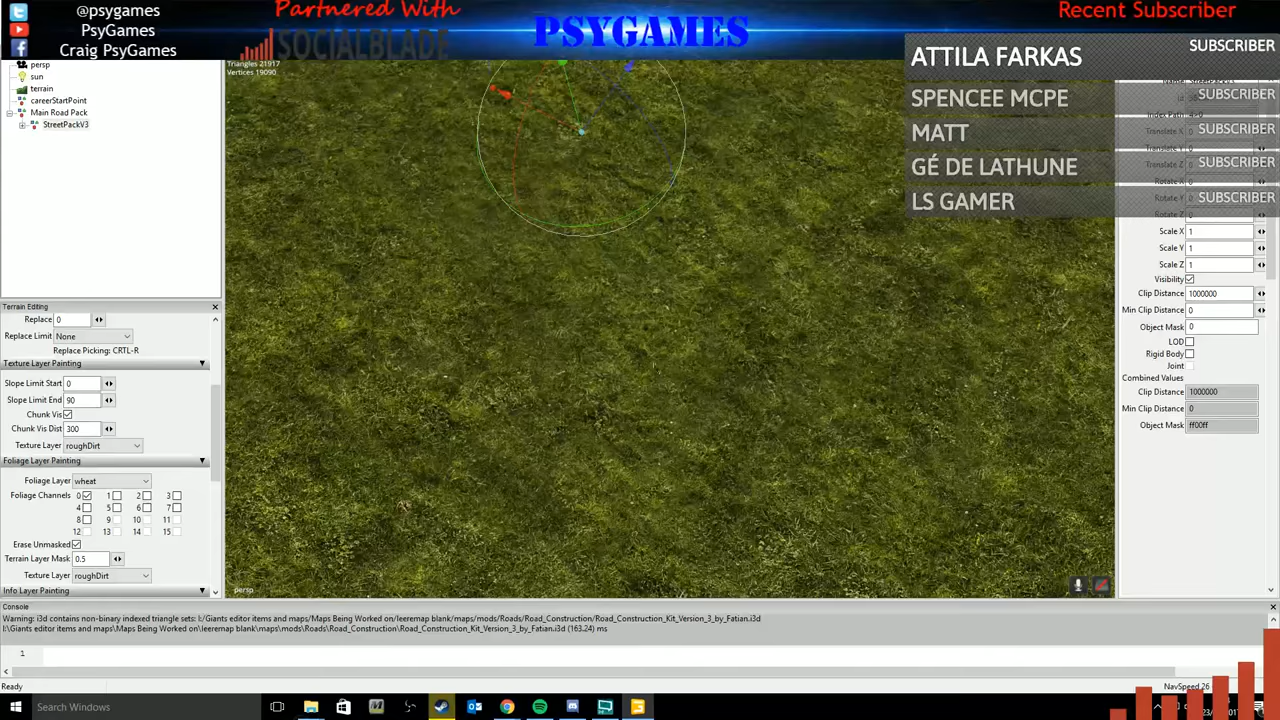 @psygames
PsyGames
Craig PsyGames
Partnered With
SOCIALBLADE
PSYGAMES
Recent Subscriber
ATTILA FARKAS SUBSCRIBER
SPENCEE MCPE SUBSCRIBER
MATT SUBSCRIBER
GÉ DE LATHUNE SUBSCRIBER
LS GAMER SUBSCRIBER
persp
sun
terrain
careerStartPoint
Main Road Pack
StreetPackV3
Triangles 21917
Vertices 19090
Translate X
Translate Y
Translate Z
Rotate X
Rotate Y
Rotate Z 0
Scale X 1
Scale Y 1
Scale Z 1
Visibility
Clip Distance 1000000
Min Clip Distance 0
Object Mask 0
LOD
Rigid Body
Joint
Combined Values
Clip Distance 1000000
Min Clip Distance 0
Object Mask ff00ff
Terrain Editing
Replace 0
Replace Limit None
Replace Picking: CRTL-R
Texture Layer Painting
Slope Limit Start 0
Slope Limit End 90
Chunk Vis
Chunk Vis Dist 300
Texture Layer roughDirt
Foliage Layer Painting
Foliage Layer wheat
Foliage Channels 0 1 2 3
4 5 6 7
8 9 10 11
12 13 14 15
Erase Unmasked
Terrain Layer Mask 0.5
Texture Layer roughDirt
Info Layer Painting
persp
Console
Warning: i3d contains non-binary indexed triangle sets: I:/Giants editor items and maps/Maps Being Worked on/leeremap blank/maps/mods/Roads/Road_Construction/Road_Construction_Kit_Version_3_by_Fatian.i3d
I:\Giants editor items and maps\Maps Being Worked on\leeremap blank\maps\mods\Roads\Road_Construction\Road_Construction_Kit_Version_3_by_Fatian.i3d (163.24) ms
1
Ready
NavSpeed 26
Search Windows